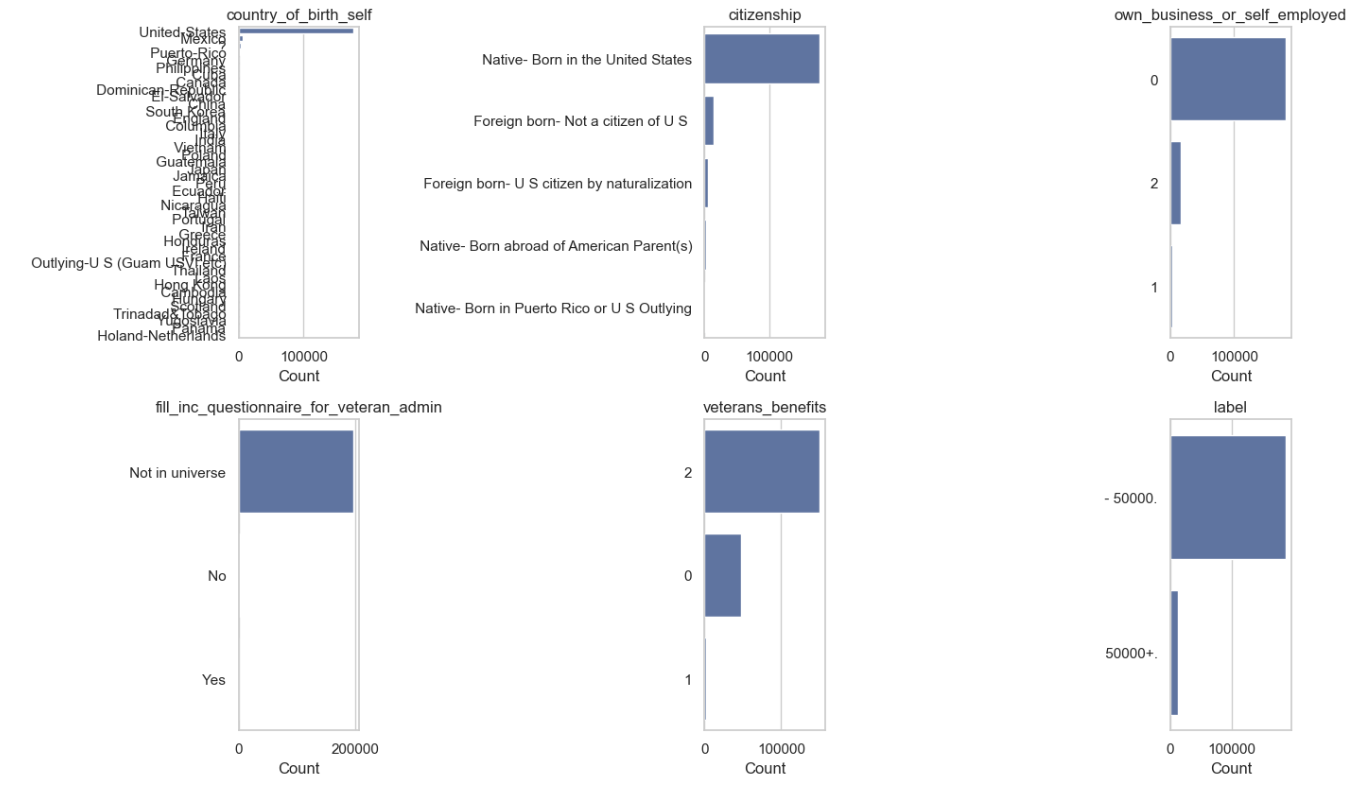 country_of_birth_self
United-States
Mexico
?
Puerto-Rico
Germany
Philippines
Cuba
Canada
Dominican-Republic
El-Salvador
China
South Korea
England
Columbia
Italy
India
Vietnam
Poland
Guatemala
Japan
Jamaica
Peru
Ecuador
Haiti
Nicaragua
Taiwan
Portugal
Iran
Greece
Honduras
Ireland
France
Outlying-U S (Guam USVI etc)
Thailand
Laos
Hong Kong
Cambodia
Hungary
Scotland
Trinadad&Tobago
Yugoslavia
Panama
Holand-Netherlands
0 100000
Count
citizenship
Native- Born in the United States
Foreign born- Not a citizen of U S
Foreign born- U S citizen by naturalization
Native- Born abroad of American Parent(s)
Native- Born in Puerto Rico or U S Outlying
0 100000
Count
own_business_or_self_employed
0
2
1
0 100000
Count
fill_inc_questionnaire_for_veteran_admin
Not in universe
No
Yes
0 200000
Count
veterans_benefits
2
0
1
0 100000
Count
label
- 50000.
50000+.
0 100000
Count